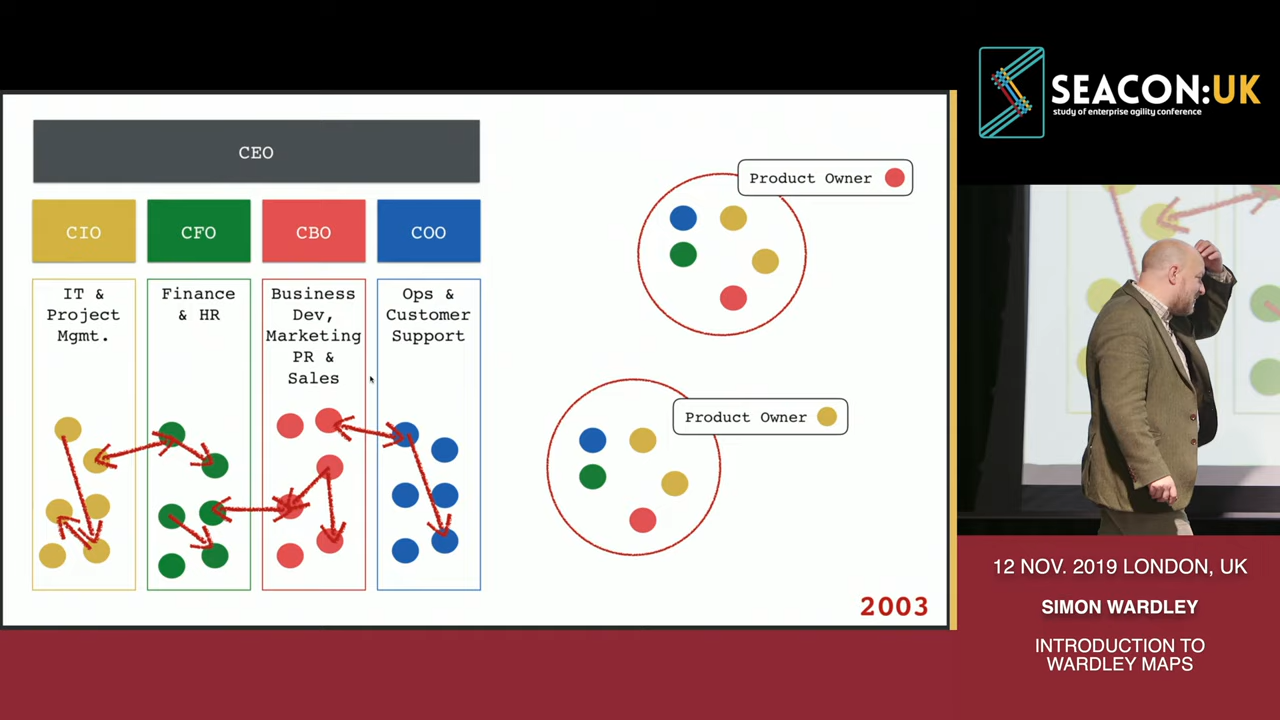 CEO
CIO
CFO
CBO
COO
IT &
Project
Mgmt.
Finance
& HR
Business
Dev,
Marketing
PR &
Sales
Ops &
Customer
Support
Product Owner
Product Owner
2003
SEACON:UK
study of enterprise agility conference
12 NOV. 2019 LONDON, UK
SIMON WARDLEY
INTRODUCTION TO
WARDLEY MAPS